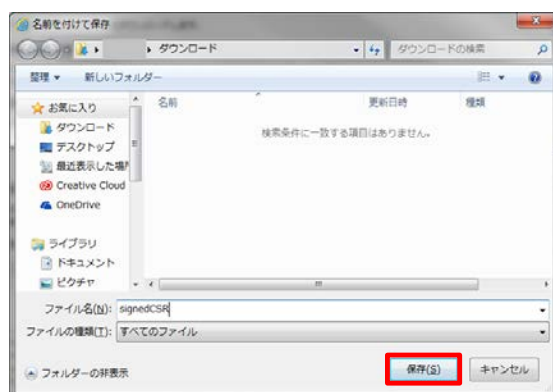 名前を付けて保存
ダウンロード
ダウンロードの検索
整理 ▼ 新しいフォルダー
お気に入り
ダウンロード
デスクトップ
最近表示した場所
Creative Cloud
OneDrive
ライブラリ
ドキュメント
ピクチャ
名前 更新日時 種類
検索条件に一致する項目はありません。
ファイル名(N): signedCSR
ファイルの種類(T): すべてのファイル
フォルダーの非表示
保存(S) キャンセル